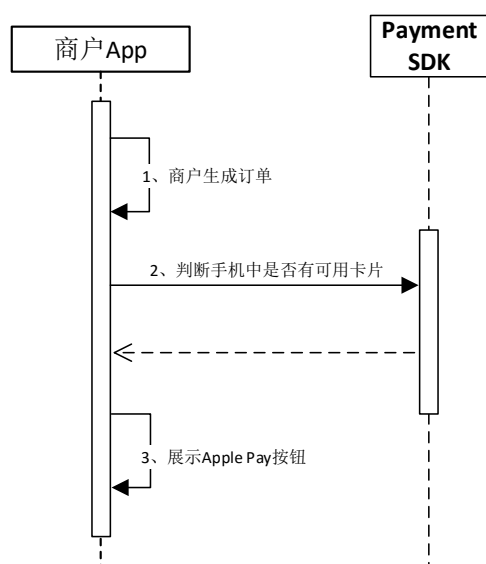 商户App
Payment
SDK
1、商户生成订单
2、判断手机中是否有可用卡片
3、展示Apple Pay按钮